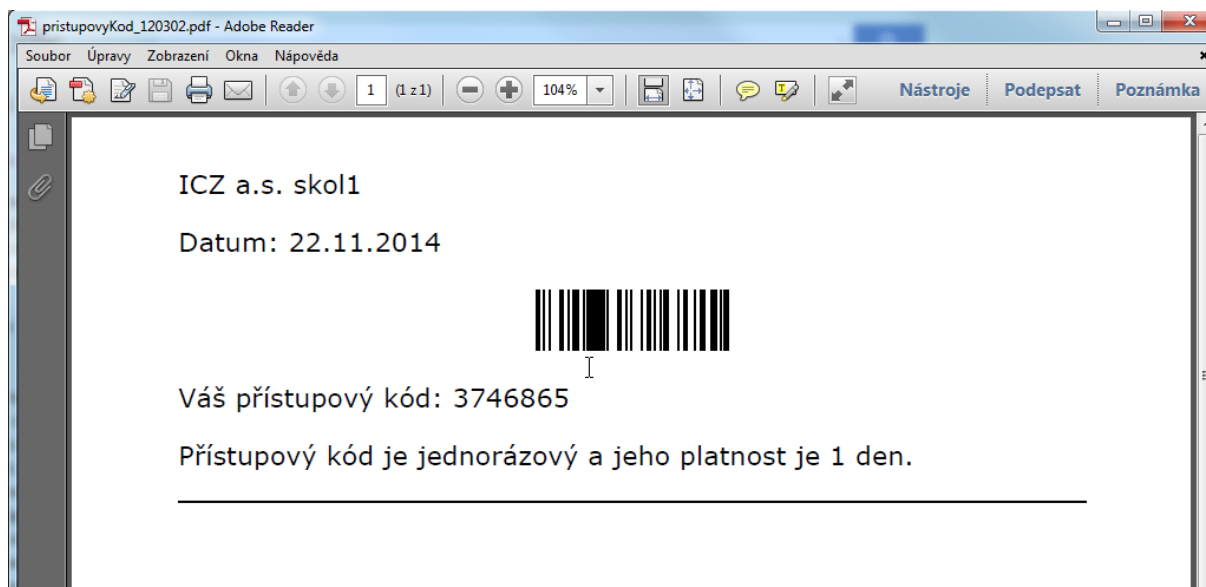 pristupovyKod_120302.pdf - Adobe Reader
Soubor Úpravy Zobrazení Okna Nápověda
1 (1 z 1) 104% Nástroje Podepsat Poznámka
ICZ a.s. skol1
Datum: 22.11.2014
Váš přístupový kód: 3746865
Přístupový kód je jednorázový a jeho platnost je 1 den.